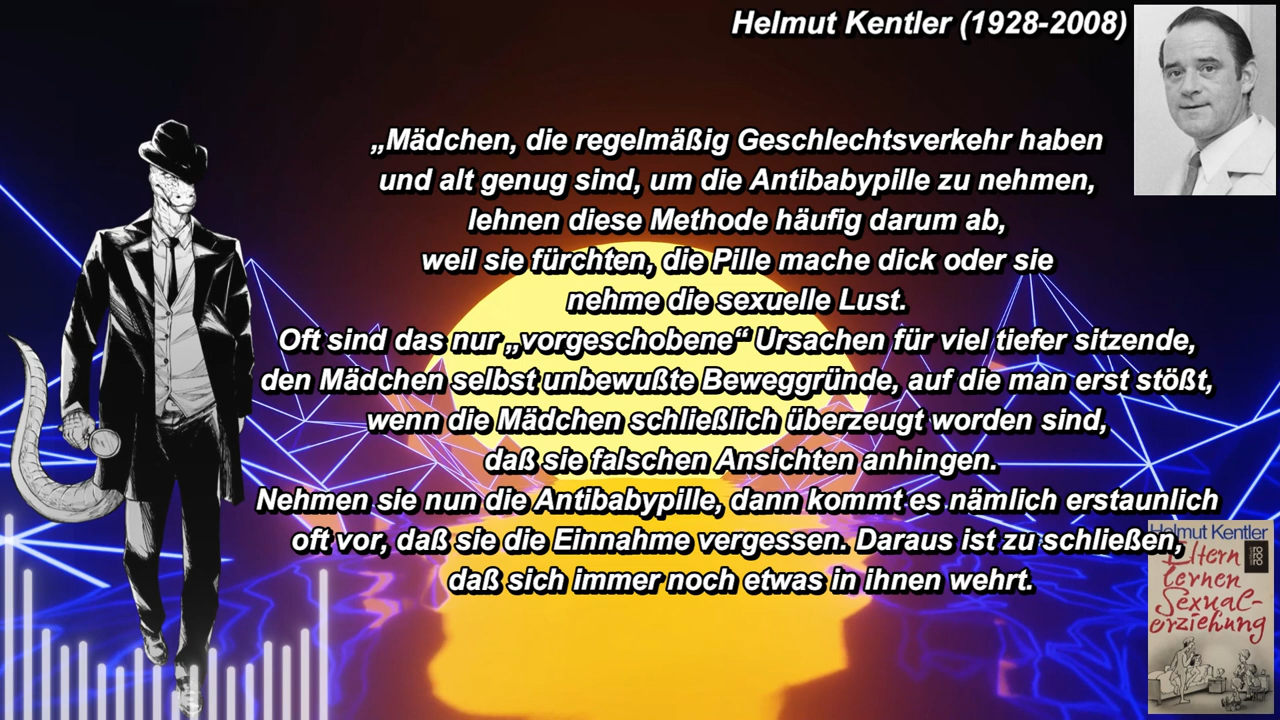 Helmut Kentler (1928-2008)
„Mädchen, die regelmäßig Geschlechtsverkehr haben
und alt genug sind, um die Antibabypille zu nehmen,
lehnen diese Methode häufig darum ab,
weil sie fürchten, die Pille mache dick oder sie
nehme die sexuelle Lust.
Oft sind das nur „vorgeschobene“ Ursachen für viel tiefer sitzende,
den Mädchen selbst unbewußte Beweggründe, auf die man erst stößt,
wenn die Mädchen schließlich überzeugt worden sind,
daß sie falschen Ansichten anhingen.
Nehmen sie nun die Antibabypille, dann kommt es nämlich erstaunlich
oft vor, daß sie die Einnahme vergessen. Daraus ist zu schließen,
daß sich immer noch etwas in ihnen wehrt.
Helmut Kentler
Eltern
lernen
Sexual-
erziehung
ro
ro
ro